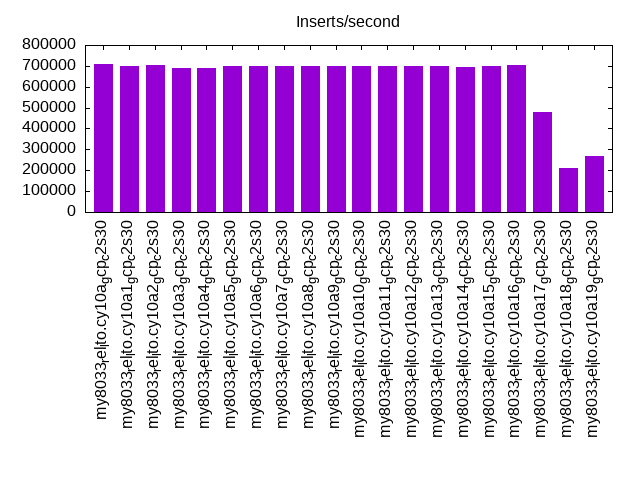 Inserts/second
800000
700000
600000
500000
400000
300000
200000
100000
0
my8033_rel_lto.cy10a_gcp_c2s30
my8033_rel_lto.cy10a1_gcp_c2s30
my8033_rel_lto.cy10a2_gcp_c2s30
my8033_rel_lto.cy10a3_gcp_c2s30
my8033_rel_lto.cy10a4_gcp_c2s30
my8033_rel_lto.cy10a5_gcp_c2s30
my8033_rel_lto.cy10a6_gcp_c2s30
my8033_rel_lto.cy10a7_gcp_c2s30
my8033_rel_lto.cy10a8_gcp_c2s30
my8033_rel_lto.cy10a9_gcp_c2s30
my8033_rel_lto.cy10a10_gcp_c2s30
my8033_rel_lto.cy10a11_gcp_c2s30
my8033_rel_lto.cy10a12_gcp_c2s30
my8033_rel_lto.cy10a13_gcp_c2s30
my8033_rel_lto.cy10a14_gcp_c2s30
my8033_rel_lto.cy10a15_gcp_c2s30
my8033_rel_lto.cy10a16_gcp_c2s30
my8033_rel_lto.cy10a17_gcp_c2s30
my8033_rel_lto.cy10a18_gcp_c2s30
my8033_rel_lto.cy10a19_gcp_c2s30